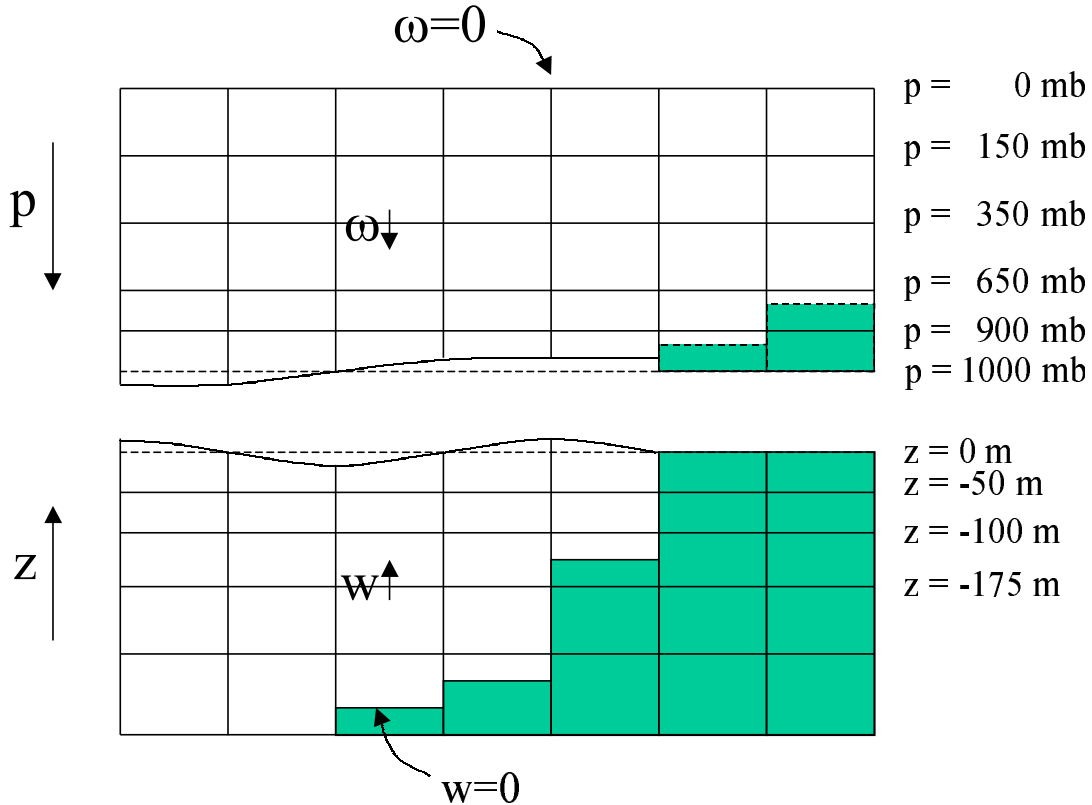 ω=0
p = 0 mb
p = 150 mb
p
ω
p = 350 mb
p = 650 mb
p = 900 mb
p = 1000 mb
z = 0 m
z = -50 m
z = -100 m
z
w
z = -175 m
w=0